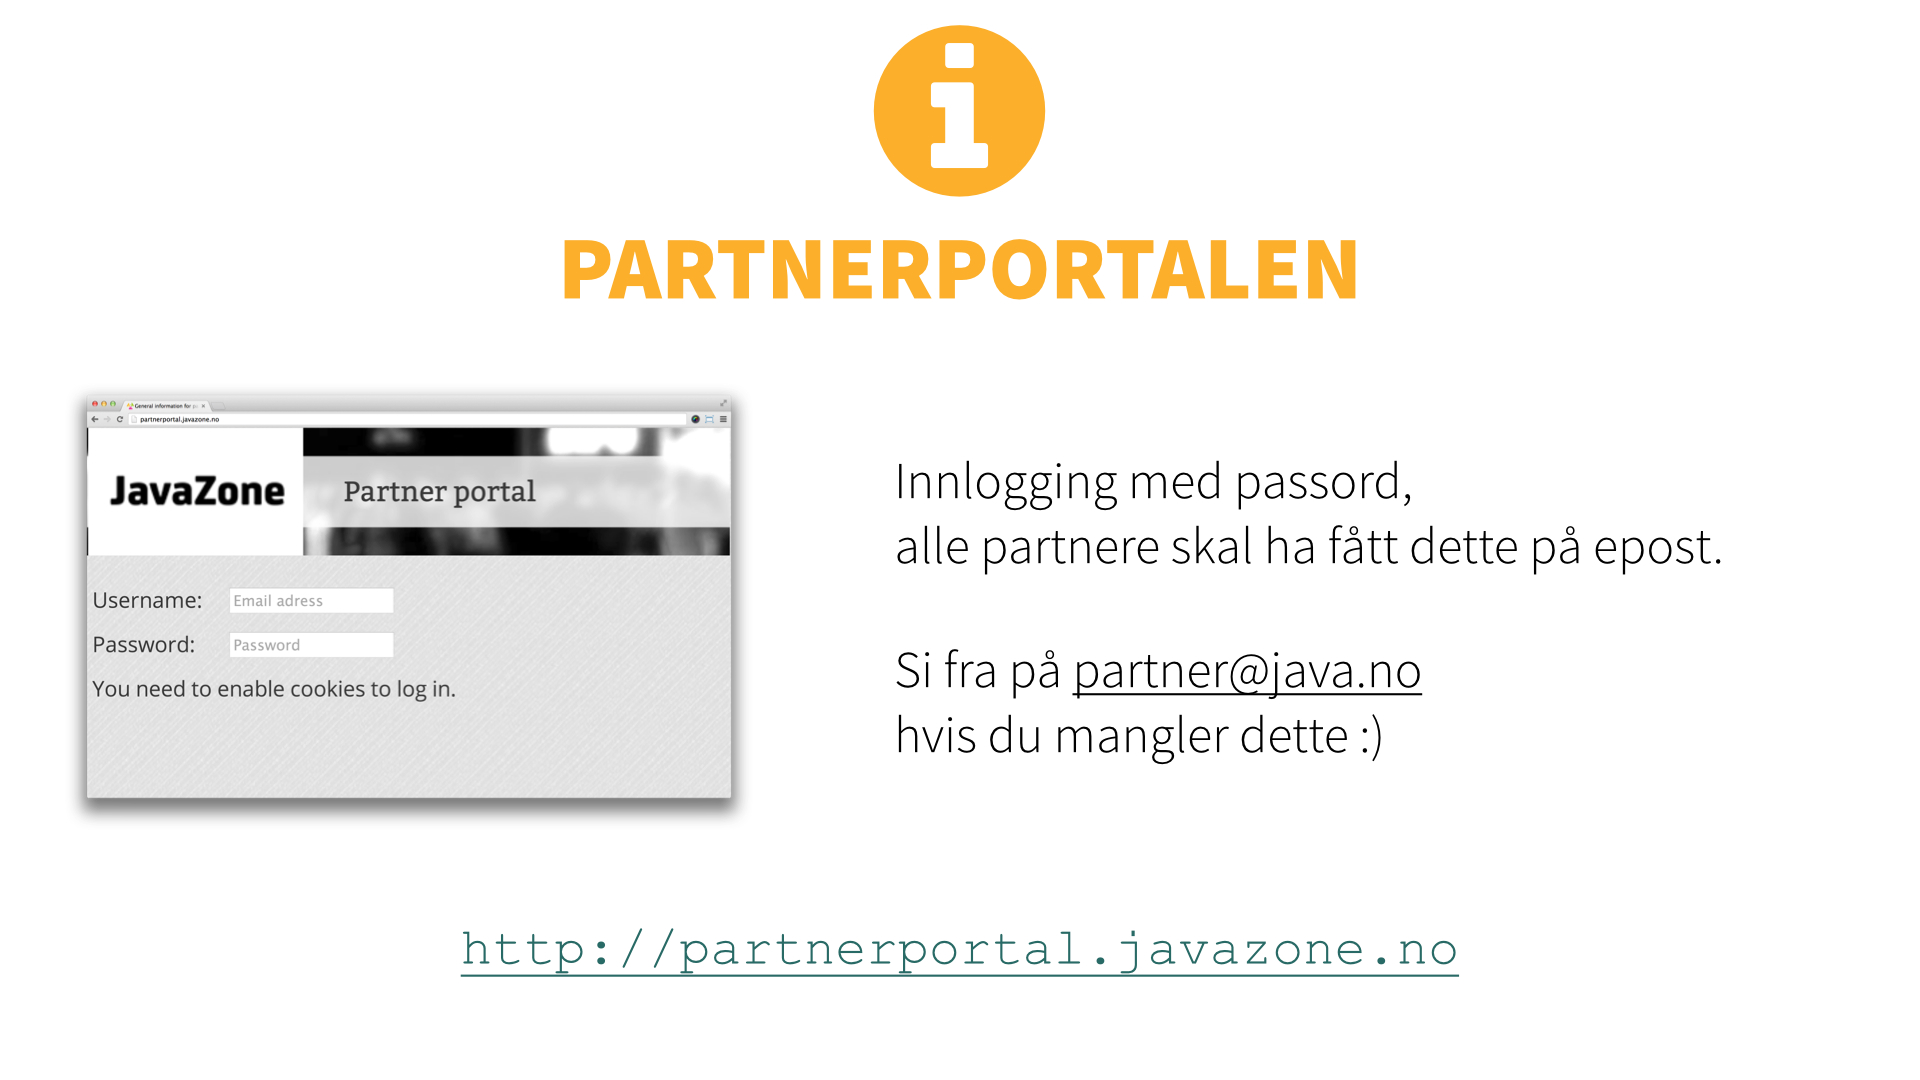 PARTNERPORTALEN
General information for
partnerportal.javazone.no
JavaZone
Partner portal
Username:
Email adress
Password:
Password
You need to enable cookies to log in.
Innlogging med passord,
alle partnere skal ha fått dette på epost.
Si fra på partner@java.no
hvis du mangler dette :)
http://partnerportal.javazone.no